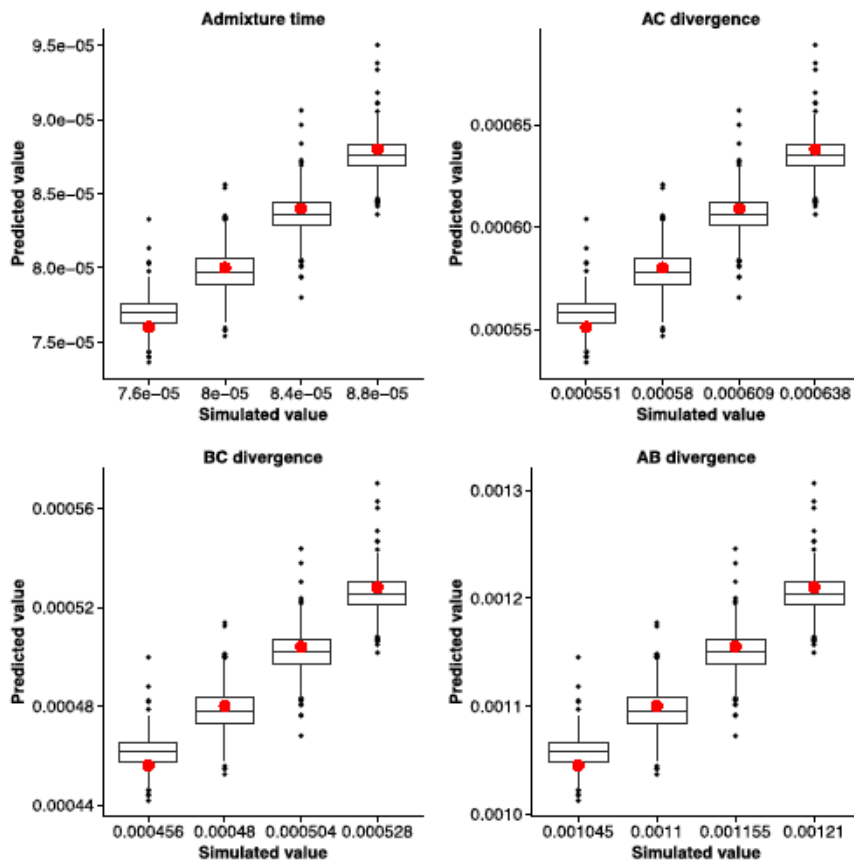 Admixture time
9.5e−05
9.0e−05
8.5e−05
8.0e−05
7.5e−05
Predicted value
7.6e−05 8e−05 8.4e−05 8.8e−05
Simulated value
AC divergence
0.00065
0.00060
0.00055
Predicted value
0.000551 0.00058 0.000609 0.000638
Simulated value
BC divergence
0.00056
0.00052
0.00048
0.00044
Predicted value
0.000456 0.00048 0.000504 0.000528
Simulated value
AB divergence
0.0013
0.0012
0.0011
0.0010
Predicted value
0.001045 0.0011 0.001155 0.00121
Simulated value